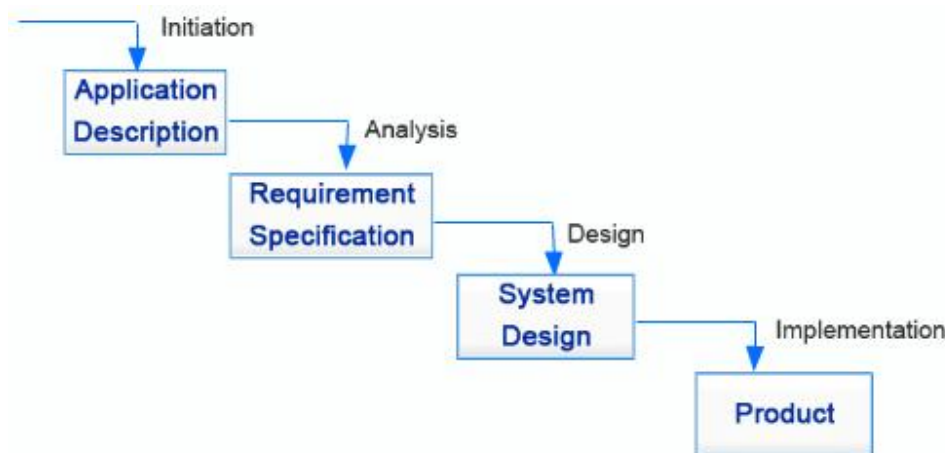 Initiation
Application
Description
Analysis
Requirement
Specification
Design
System
Design
Implementation
Product